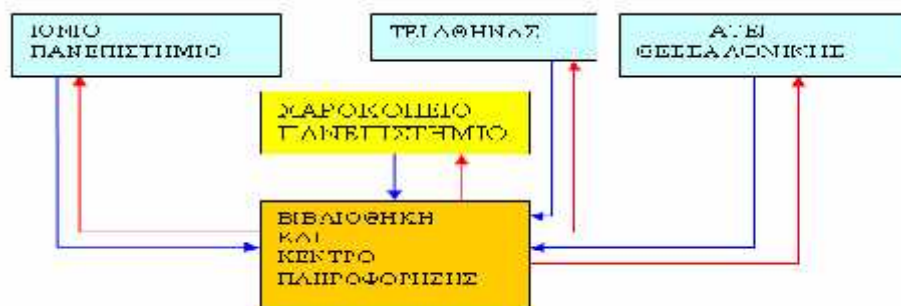 ΙΟΝΙΟ
ΠΑΝΕΠΙΣΤΗΜΙΟ
ΤΕΙ ΑΘΗΝΑΣ
ΑΤΕΙ
ΘΕΣΣΑΛΟΝΙΚΗΣ
ΧΑΡΟΚΟΠΕΙΟ
ΠΑΝΕΠΙΣΤΗΜΙΟ
ΒΙΒΛΙΟΘΗΚΗ
ΚΑΙ
ΚΕΝΤΡΟ
ΠΛΗΡΟΦΟΡΗΣΗΣ